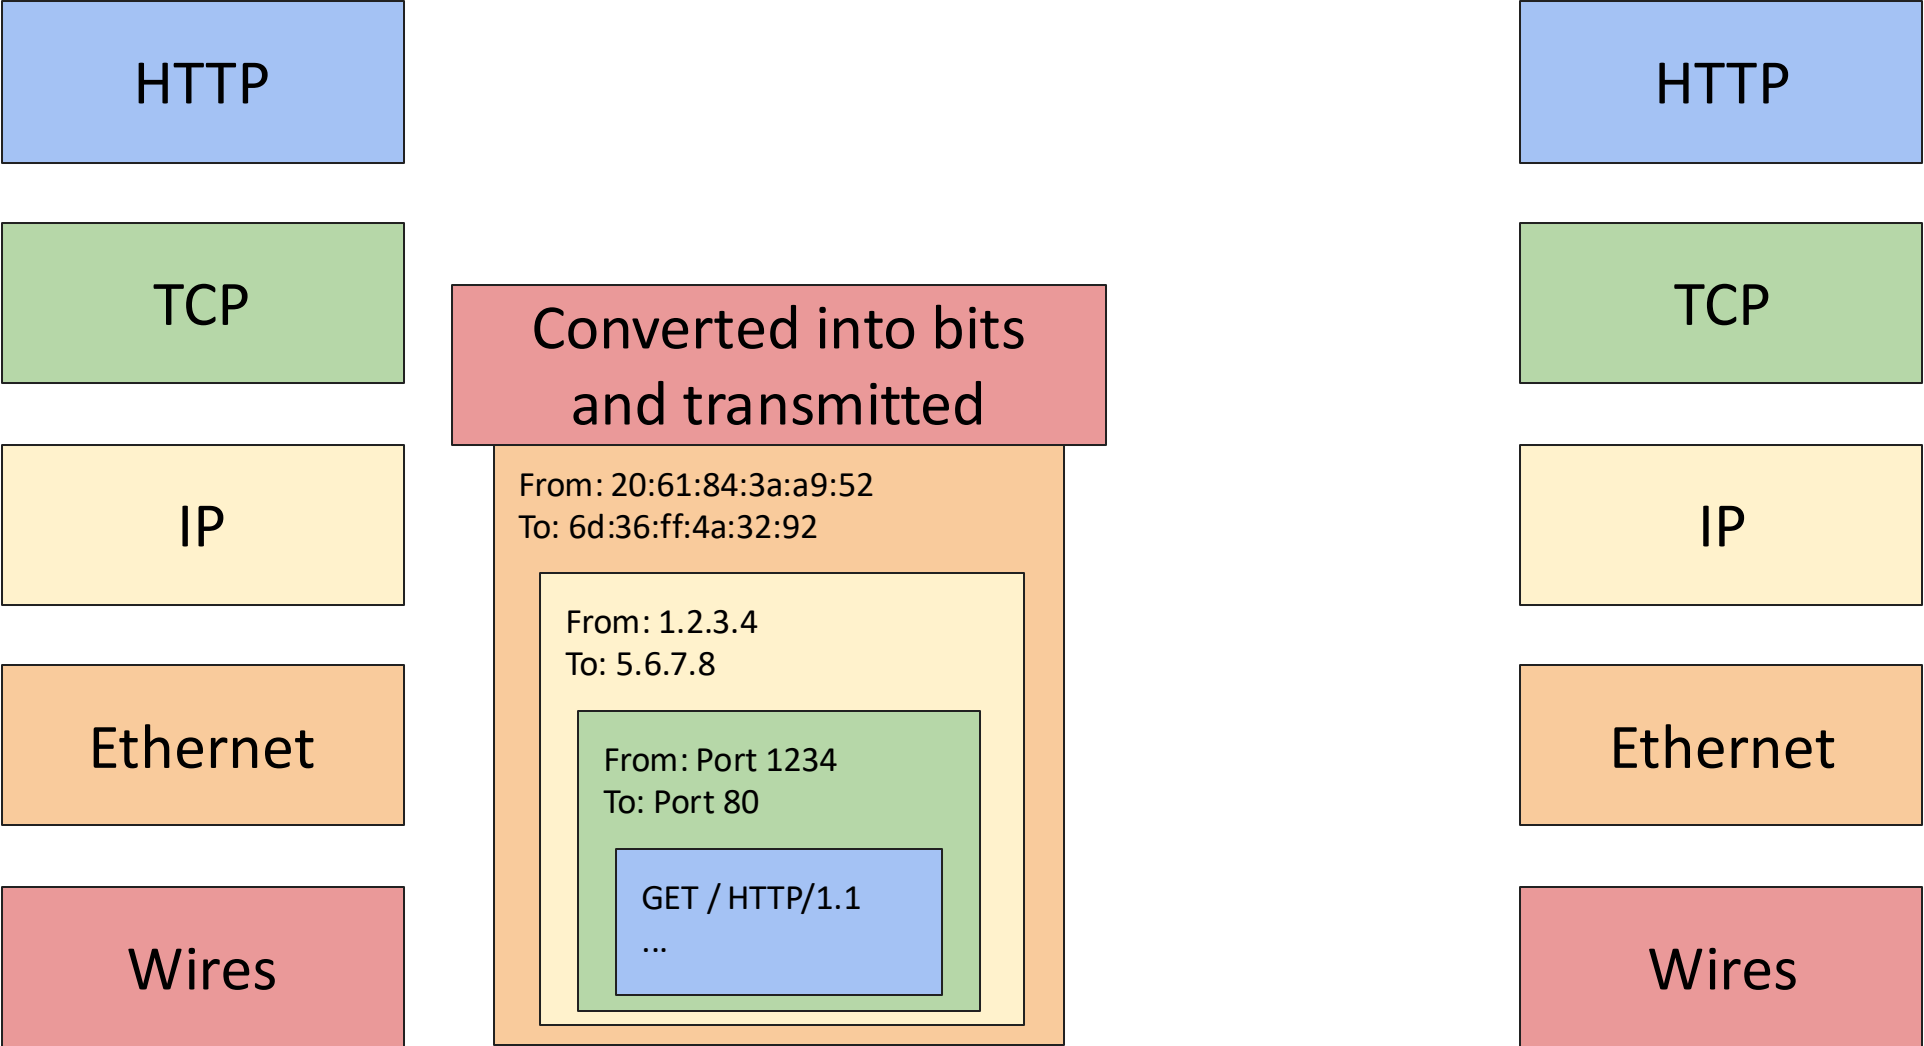 HTTP
TCP
IP
Ethernet
Wires
Converted into bits
and transmitted
From: 20:61:84:3a:a9:52
To: 6d:36:ff:4a:32:92
From: 1.2.3.4
To: 5.6.7.8
From: Port 1234
To: Port 80
GET / HTTP/1.1
...
HTTP
TCP
IP
Ethernet
Wires